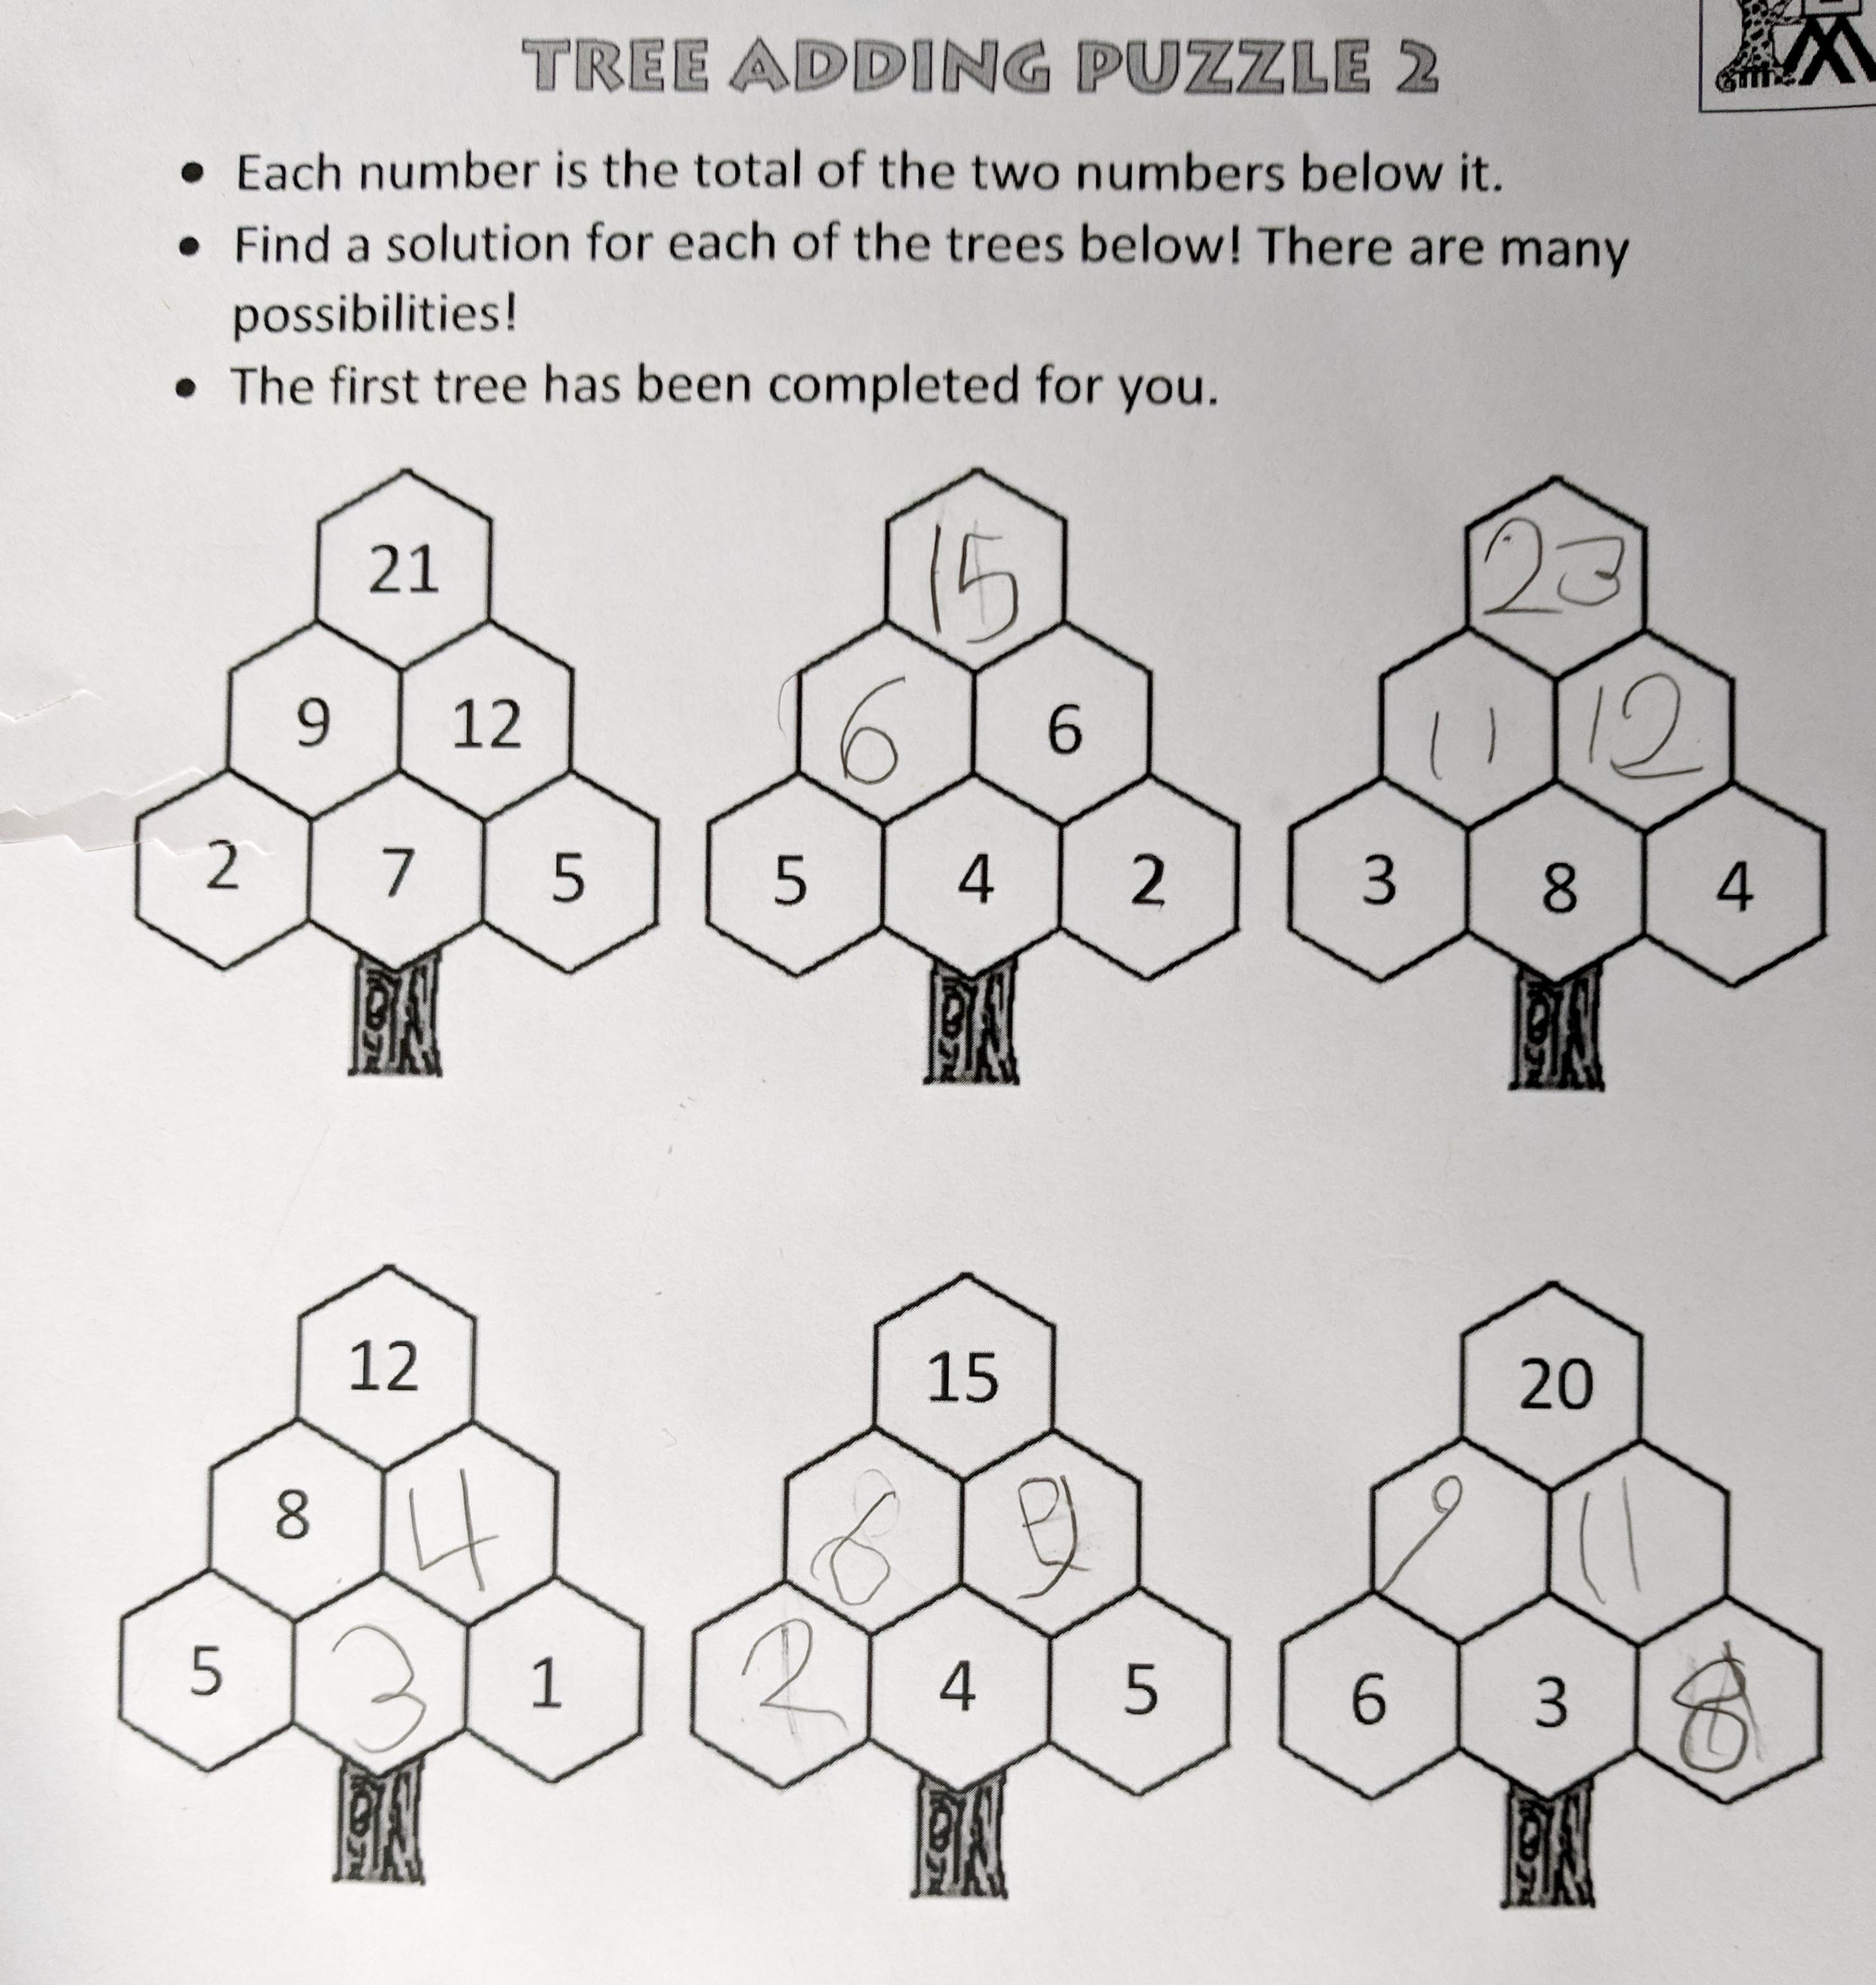 TREE ADDING PUZZLE 2
• Each number is the total of the two numbers below it.
• Find a solution for each of the trees below! There are many
possibilities!
• The first tree has been completed for you.
21 15 23
9 12 6 6 11 12
2 7 5 5 4 2 3 8 4
12 15 20
8 4 6 9 9 11
5 3 1 2 4 5 6 3 8